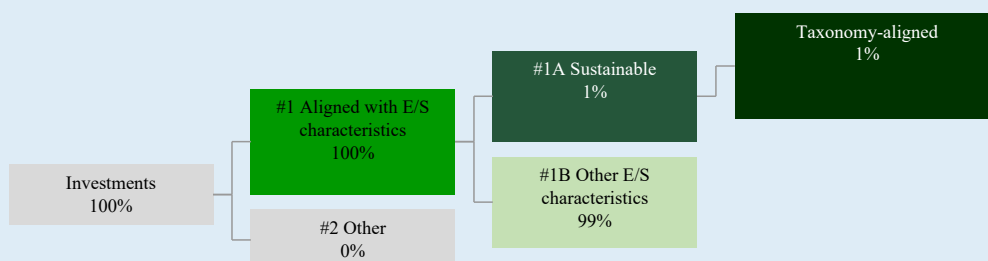 Investments
100%
#1 Aligned with E/S
characteristics
100%
#2 Other
0%
#1A Sustainable
1%
#1B Other E/S
characteristics
99%
Taxonomy-aligned
1%